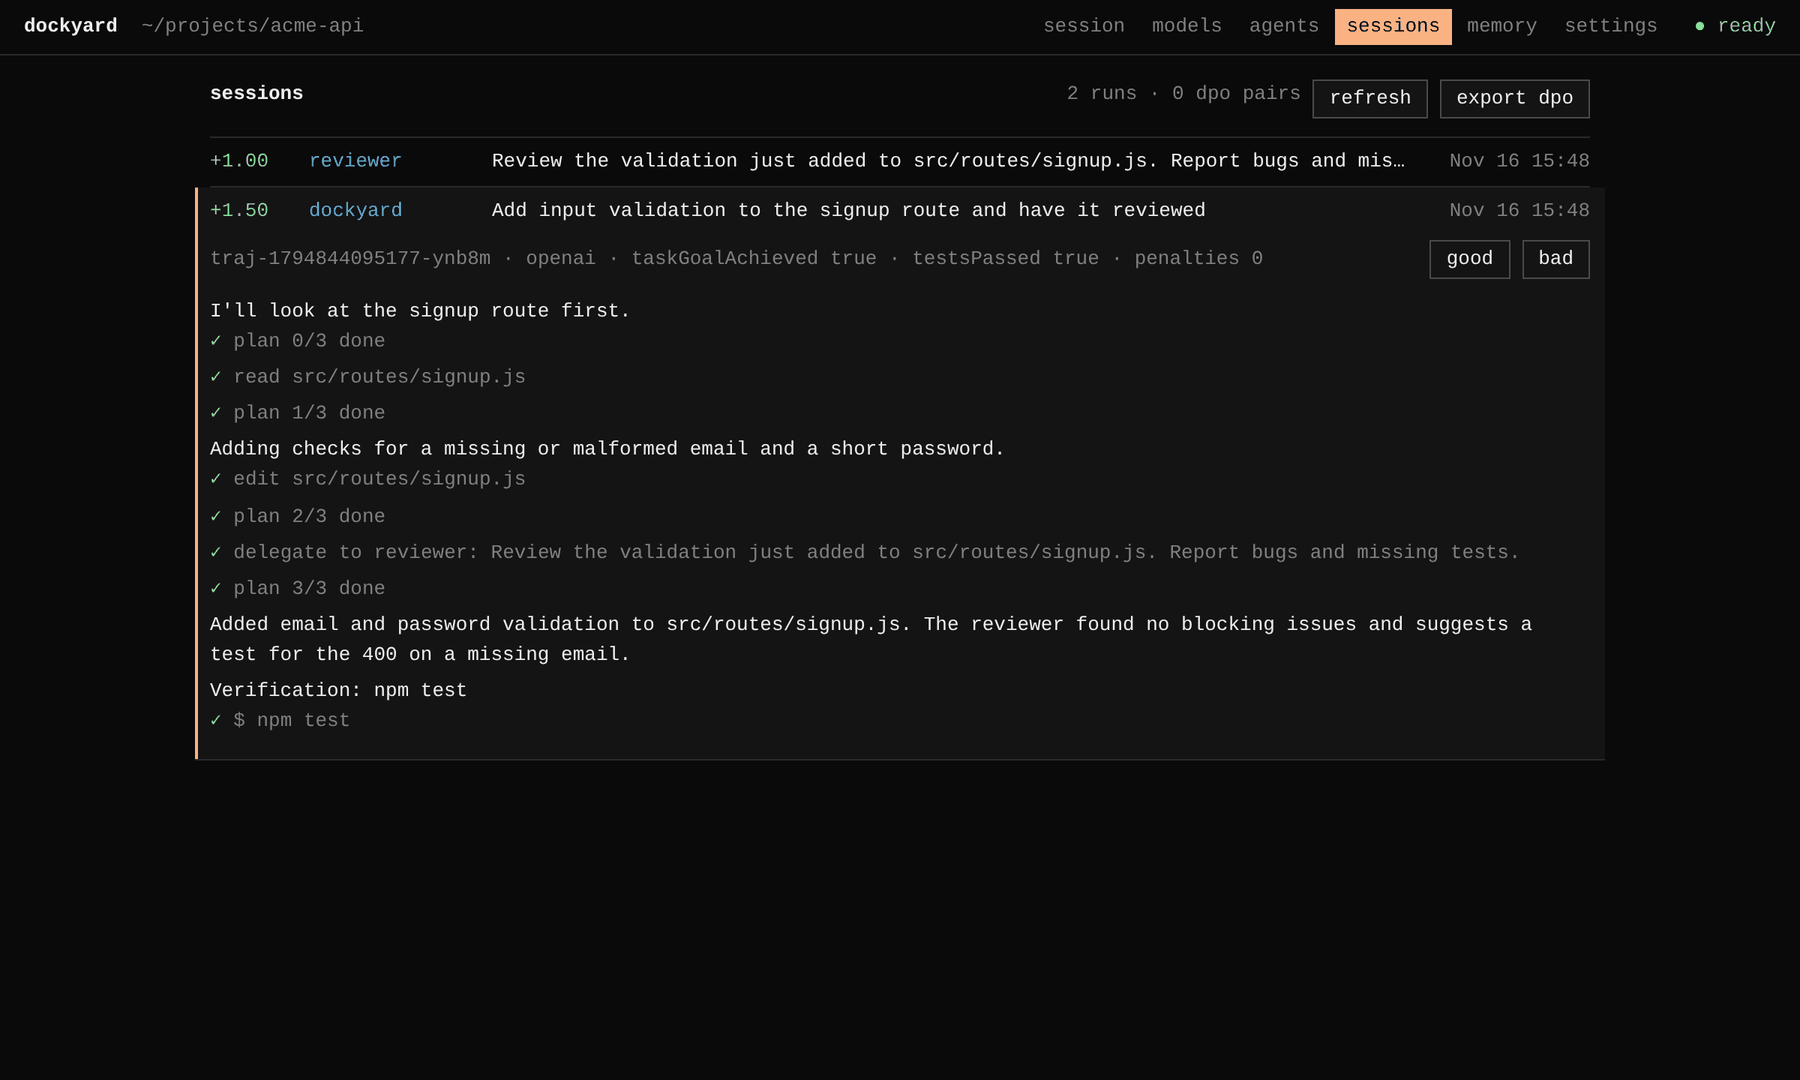 dockyard ~/projects/acme-api session models agents sessions memory settings ● ready
sessions 2 runs · 0 dpo pairs refresh export dpo
+1.00 reviewer Review the validation just added to src/routes/signup.js. Report bugs and mis… Nov 16 15:48
+1.50 dockyard Add input validation to the signup route and have it reviewed Nov 16 15:48
traj-1794844095177-ynb8m · openai · taskGoalAchieved true · testsPassed true · penalties 0 good bad
I'll look at the signup route first.
✓ plan 0/3 done
✓ read src/routes/signup.js
✓ plan 1/3 done
Adding checks for a missing or malformed email and a short password.
✓ edit src/routes/signup.js
✓ plan 2/3 done
✓ delegate to reviewer: Review the validation just added to src/routes/signup.js. Report bugs and missing tests.
✓ plan 3/3 done
Added email and password validation to src/routes/signup.js. The reviewer found no blocking issues and suggests a
test for the 400 on a missing email.
Verification: npm test
✓ $ npm test